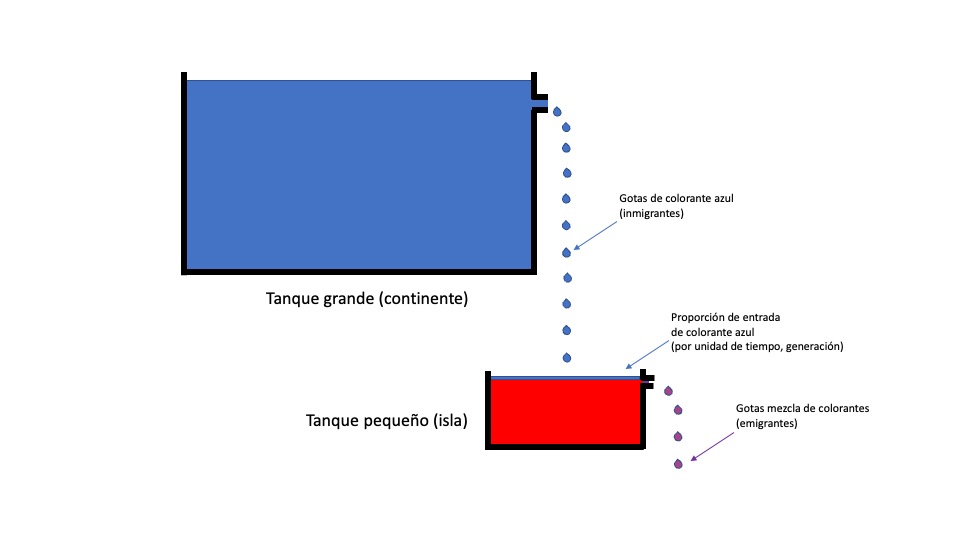 Gotas de colorante azul
(inmigrantes)
Tanque grande (continente)
Proporción de entrada
de colorante azul
(por unidad de tiempo, generación)
Tanque pequeño (isla)
Gotas mezcla de colorantes
(emigrantes)